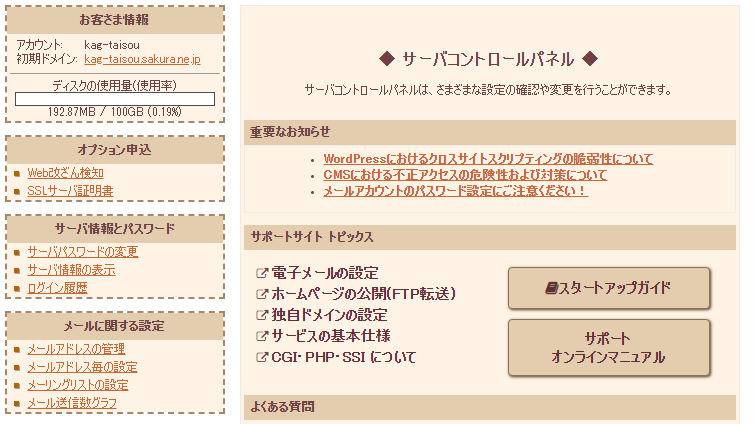 お客さま情報
アカウント: kag-taisou
初期ドメイン: kag-taisou.sakura.ne.jp
ディスクの使用量(使用率)
192.87MB / 100GB (0.19%)
オプション申込
Web改ざん検知
SSLサーバ証明書
サーバ情報とパスワード
サーバパスワードの変更
サーバ情報の表示
ログイン履歴
メールに関する設定
メールアドレスの管理
メールアドレス毎の設定
メーリングリストの設定
メール送信数グラフ
◆ サーバコントロールパネル ◆
サーバコントロールパネルは、さまざまな設定の確認や変更を行うことができます。
重要なお知らせ
• WordPressにおけるクロスサイトスクリプティングの脆弱性について
• CMSにおける不正アクセスの危険性および対策について
• メールアカウントのパスワード設定にご注意ください！
サポートサイト トピックス
電子メールの設定
ホームページの公開(FTP転送)
独自ドメインの設定
サービスの基本仕様
CGI・PHP・SSI について
スタートアップガイド
サポート
オンラインマニュアル
よくある質問